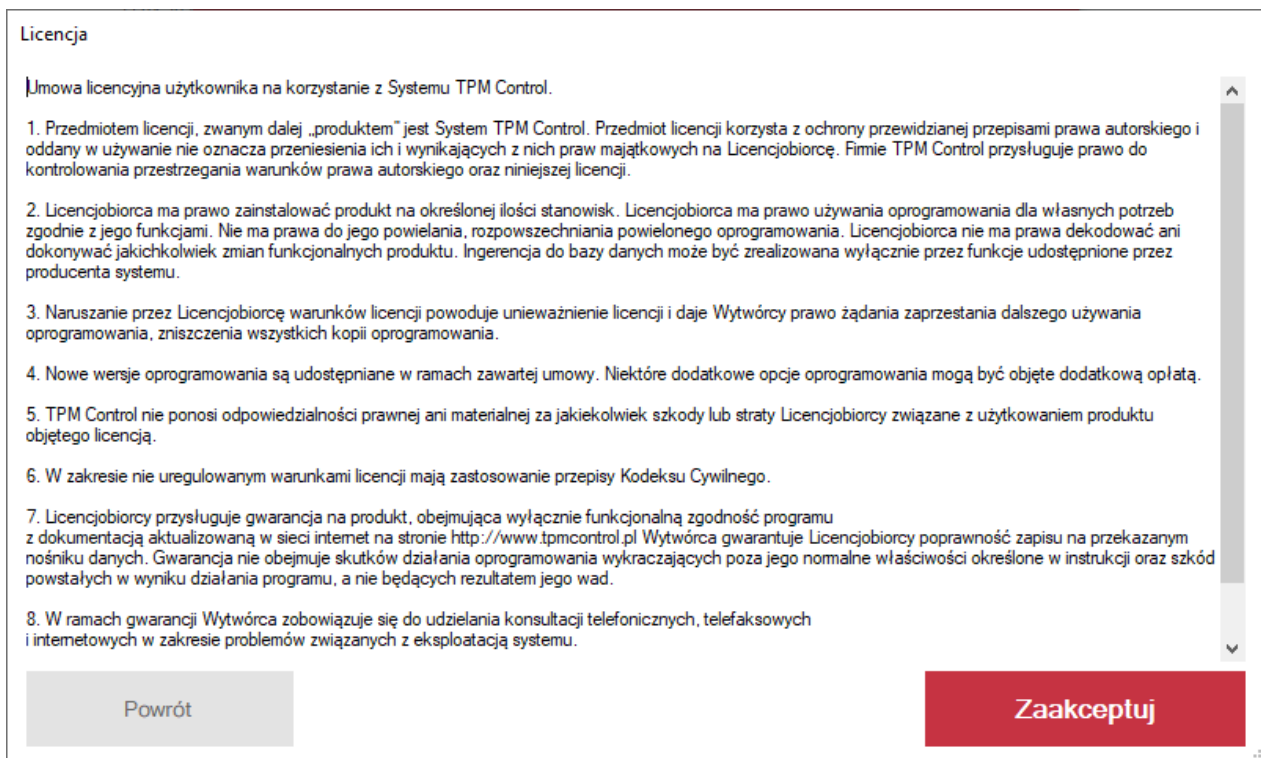 Licencja
Umowa licencyjna użytkownika na korzystanie z Systemu TPM Control.
1. Przedmiotem licencji, zwanym dalej „produktem” jest System TPM Control. Przedmiot licencji korzysta z ochrony przewidzianej przepisami prawa autorskiego i
oddany w używanie nie oznacza przeniesienia ich i wynikających z nich praw majątkowych na Licencjobiorcę. Firmie TPM Control przysługuje prawo do
kontrolowania przestrzegania warunków prawa autorskiego oraz niniejszej licencji.
2. Licencjobiorca ma prawo zainstalować produkt na określonej ilości stanowisk. Licencjobiorca ma prawo używania oprogramowania dla własnych potrzeb
zgodnie z jego funkcjami. Nie ma prawa do jego powielania, rozpowszechniania powielonego oprogramowania. Licencjobiorca nie ma prawa dekodować ani
dokonywać jakichkolwiek zmian funkcjonalnych produktu. Ingerencja do bazy danych może być zrealizowana wyłącznie przez funkcje udostępnione przez
producenta systemu.
3. Naruszanie przez Licencjobiorcę warunków licencji powoduje unieważnienie licencji i daje Wytwórcy prawo żądania zaprzestania dalszego używania
oprogramowania, zniszczenia wszystkich kopii oprogramowania.
4. Nowe wersje oprogramowania są udostępniane w ramach zawartej umowy. Niektóre dodatkowe opcje oprogramowania mogą być objęte dodatkową opłatą.
5. TPM Control nie ponosi odpowiedzialności prawnej ani materialnej za jakiekolwiek szkody lub straty Licencjobiorcy związane z użytkowaniem produktu
objętego licencją.
6. W zakresie nie uregulowanym warunkami licencji mają zastosowanie przepisy Kodeksu Cywilnego.
7. Licencjobiorcy przysługuje gwarancja na produkt, obejmująca wyłącznie funkcjonalną zgodność programu
z dokumentacją aktualizowaną w sieci internet na stronie http://www.tpmcontrol.pl Wytwórca gwarantuje Licencjobiorcy poprawność zapisu na przekazanym
nośniku danych. Gwarancja nie obejmuje skutków działania oprogramowania wykraczających poza jego normalne właściwości określone w instrukcji oraz szkód
powstałych w wyniku działania programu, a nie będących rezultatem jego wad.
8. W ramach gwarancji Wytwórca zobowiązuje się do udzielania konsultacji telefonicznych, telefaksowych
i internetowych w zakresie problemów związanych z eksploatacją systemu.
Powrót
Zaakceptuj